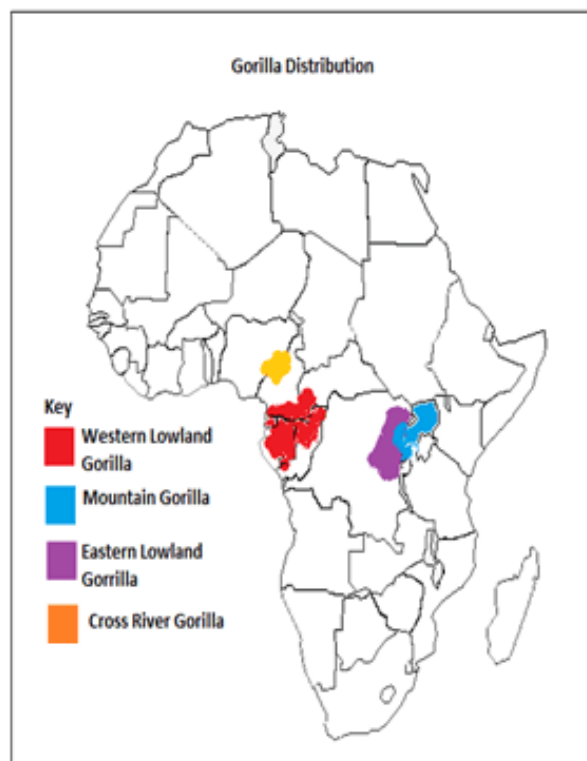 Gorilla Distribution
Key
Western Lowland
Gorilla
Mountain Gorilla
Eastern Lowland
Gorrilla
Cross River Gorilla